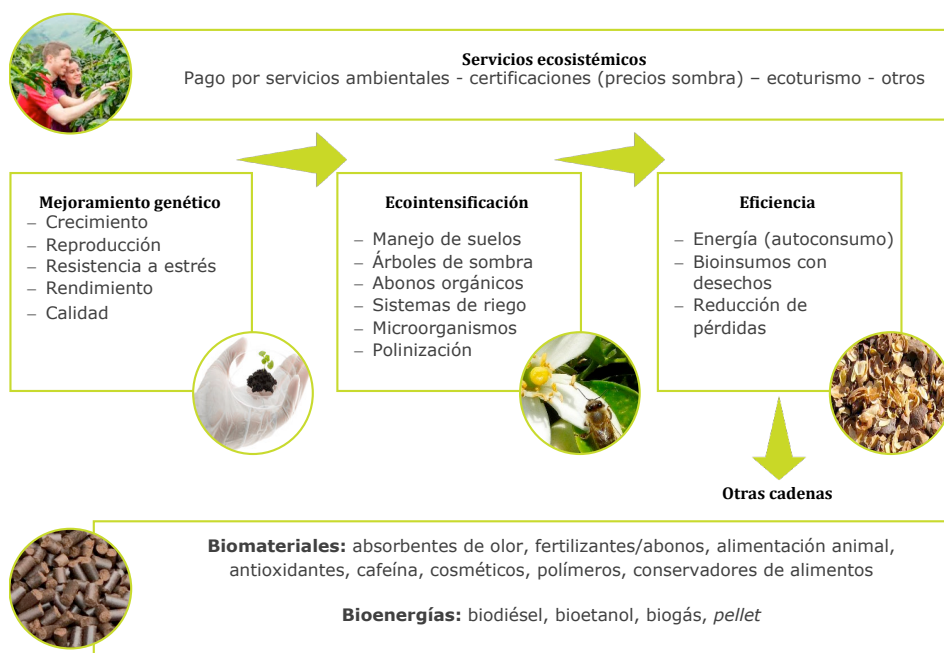 Servicios ecosistémicos
Pago por servicios ambientales - certificaciones (precios sombra) – ecoturismo - otros
Mejoramiento genético
– Crecimiento
– Reproducción
– Resistencia a estrés
– Rendimiento
– Calidad
Ecointensificación
– Manejo de suelos
– Árboles de sombra
– Abonos orgánicos
– Sistemas de riego
– Microorganismos
– Polinización
Eficiencia
– Energía (autoconsumo)
– Bioinsumos con
desechos
– Reducción de
pérdidas
Otras cadenas
Biomateriales: absorbentes de olor, fertilizantes/abonos, alimentación animal,
antioxidantes, cafeína, cosméticos, polímeros, conservadores de alimentos
Bioenergías: biodiésel, bioetanol, biogás, pellet